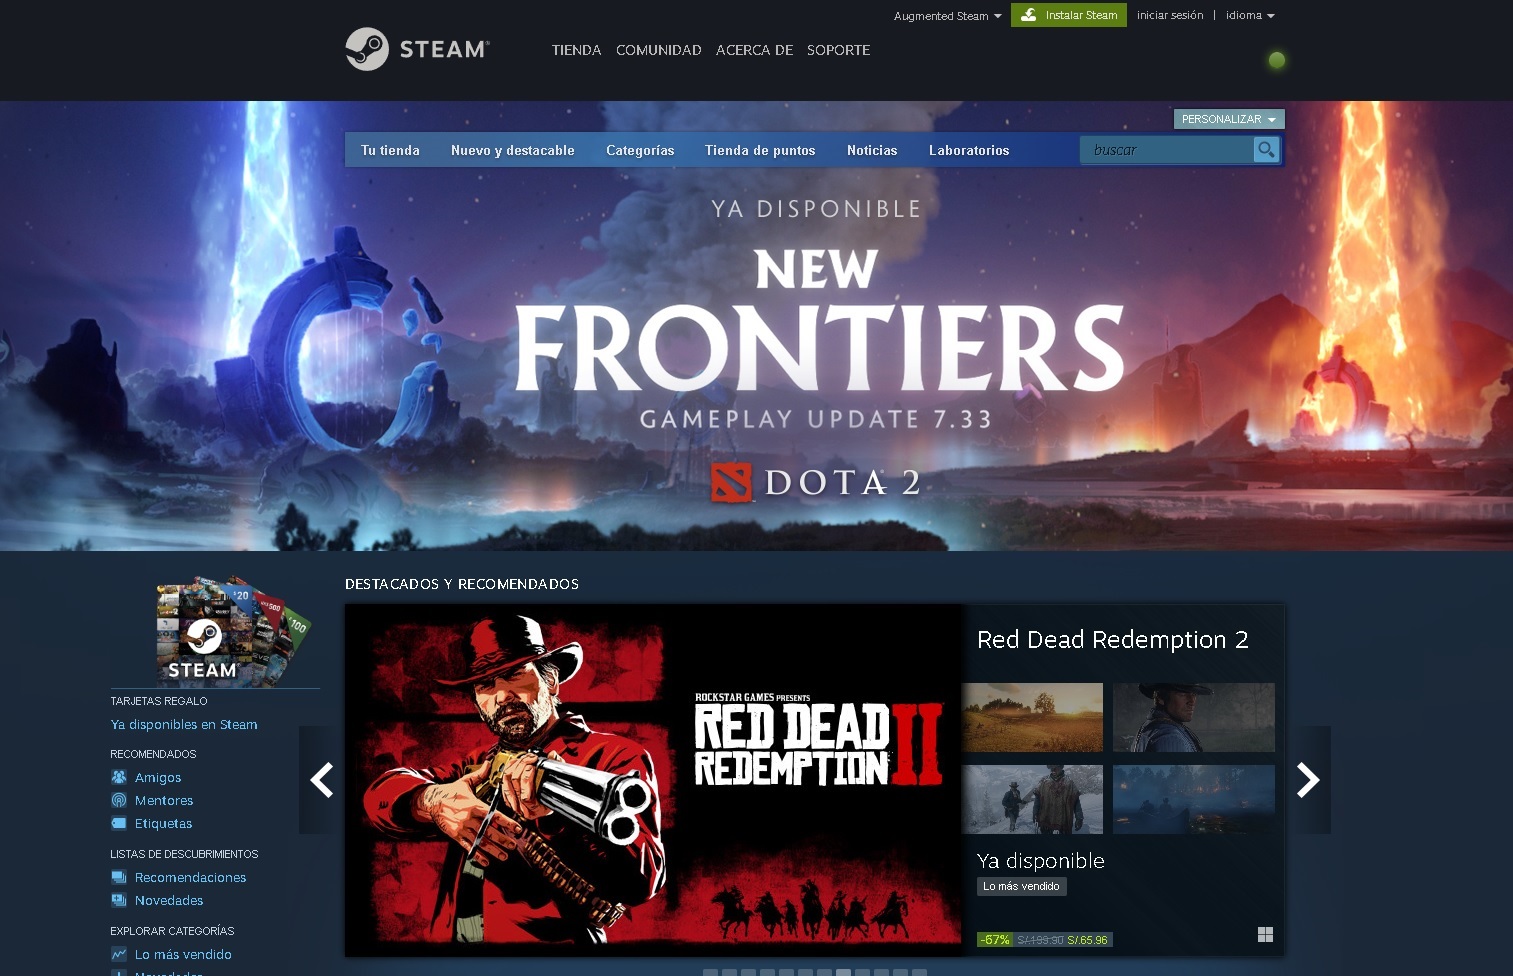 Augmented Steam
Instalar Steam
iniciar sesión | idioma
STEAM®
TIENDA COMUNIDAD ACERCA DE SOPORTE
PERSONALIZAR
Tu tienda Nuevo y destacable Categorías Tienda de puntos Noticias Laboratorios buscar
YA DISPONIBLE
NEW
FRONTIERS
GAMEPLAY UPDATE 7.33
DOTA 2
$20
500
100
STEAM
TARJETAS REGALO
Ya disponibles en Steam
RECOMENDADOS
Amigos
Mentores
Etiquetas
LISTAS DE DESCUBRIMIENTOS
Recomendaciones
Novedades
EXPLORAR CATEGORÍAS
Lo más vendido
Novedades
DESTACADOS Y RECOMENDADOS
ROCKSTAR GAMES PRESENTS
RED DEAD
REDEMPTION II
Red Dead Redemption 2
Ya disponible
Lo más vendido
-67% S/.199.90 S/.65.96